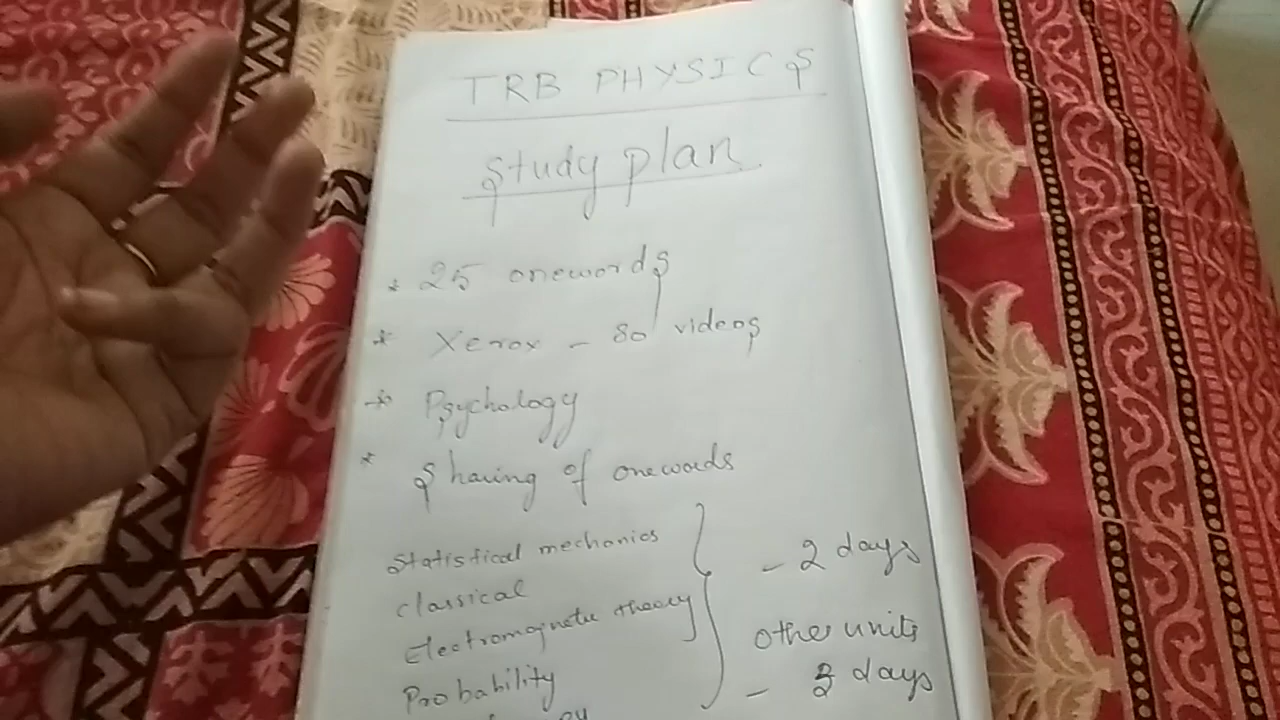 TRB PHYSICS
Study plan
* 25 onewords
* Xerox - 80 videos
* Psychology
* Sharing of onewords
Statistical mechanics
classical
Electromagnetic theory
Probability
- 2 days
other units
- 3 days